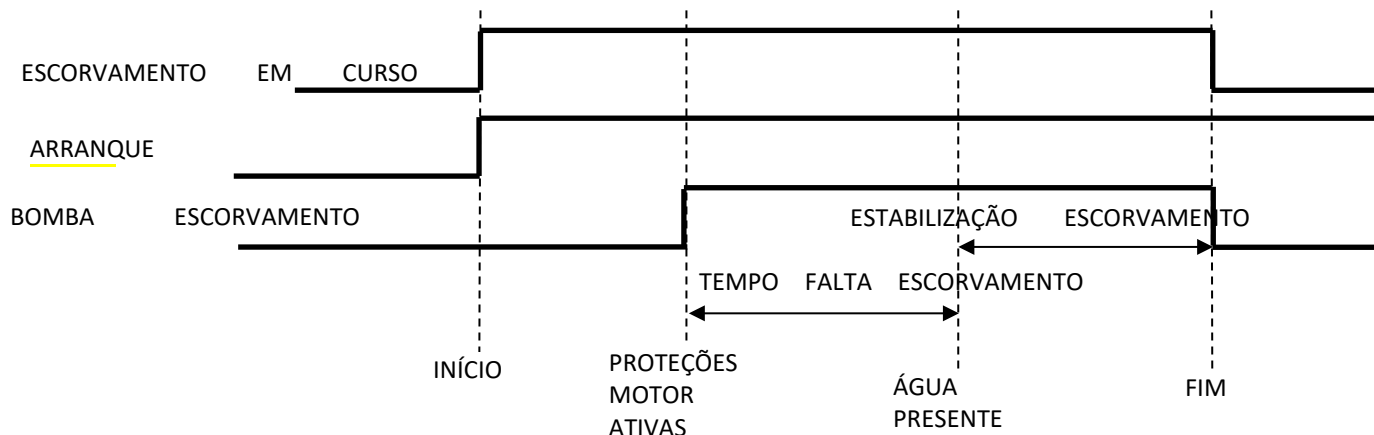 ESCORVAMENTO EM CURSO
ARRANQUE
BOMBA ESCORVAMENTO
ESTABILIZAÇÃO ESCORVAMENTO
TEMPO FALTA ESCORVAMENTO
INÍCIO
PROTEÇÕES
MOTOR
ATIVAS
ÁGUA
PRESENTE
FIM